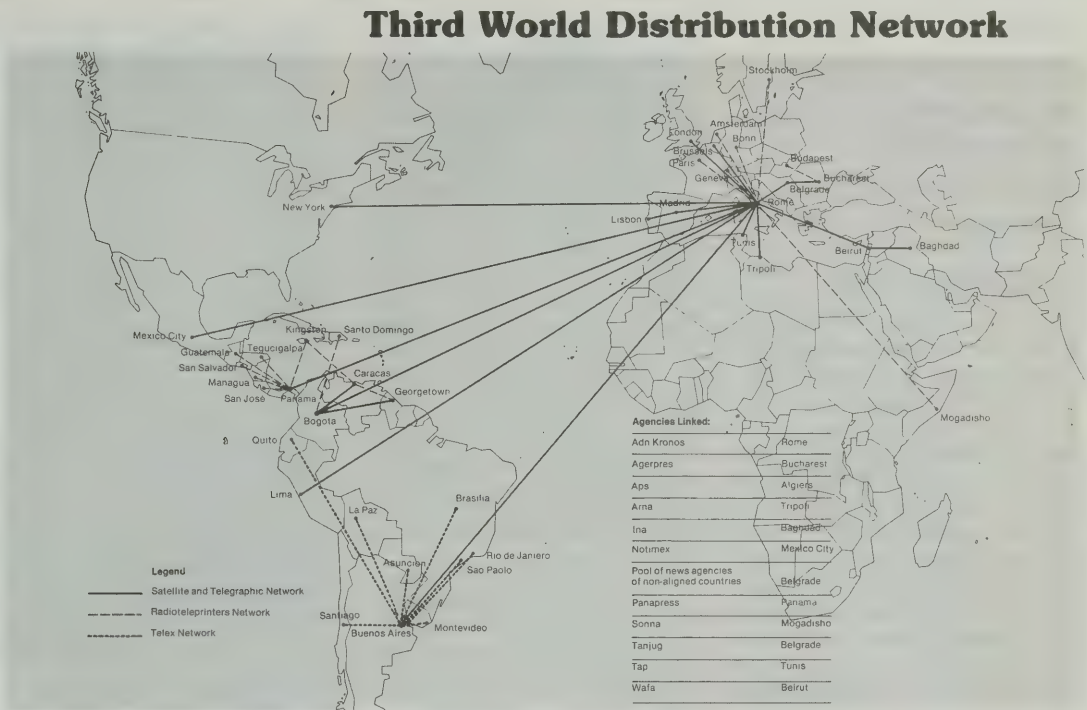 Third World Distribution Network
Stockholm
Amsterdam
London
Bonn
Brussels
Paris
Budapest
Geneva
Bucharest
Belgrade
New York
Madrid
Rome
Lisbon
Tunis
Beirut
Baghdad
Tripoli
Mexico City
Kingston
Santo Domingo
Guatemala
Tegucigalpa
San Salvador
Caracas
Managua
Georgetown
San José
Panama
Bogota
Mogadisho
Quito
Lima
La Paz
Brasilia
Rio de Janiero
Asuncion
Sao Paolo
Santiago
Buenos Aires
Montevideo
Legend
Satellite and Telegraphic Network
Radioteleprinters Network
Telex Network
Agencies Linked:
Adn Kronos Rome
Agerpres Bucharest
Aps Algiers
Arna Tripoli
Ina Baghdad
Notimex Mexico City
Pool of news agencies
of non-aligned countries Belgrade
Panapress Panama
Sonna Mogadisho
Tanjug Belgrade
Tap Tunis
Wafa Beirut